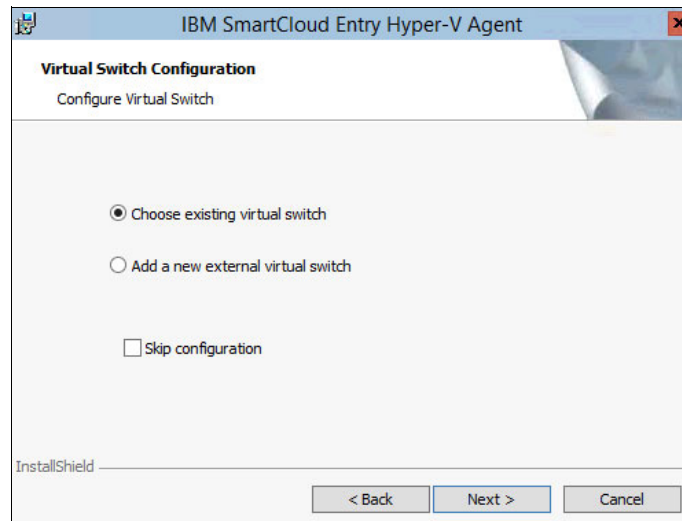 IBM SmartCloud Entry Hyper-V Agent
Virtual Switch Configuration
Configure Virtual Switch
Choose existing virtual switch
Add a new external virtual switch
Skip configuration
InstallShield
< Back Next > Cancel